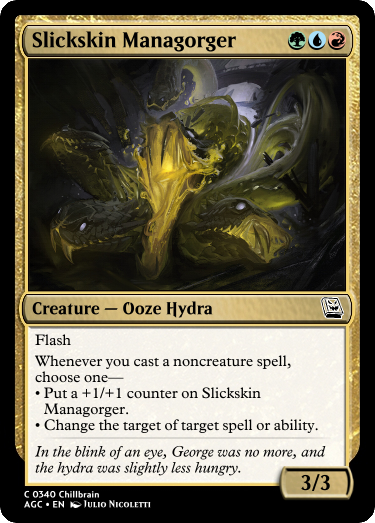 Slickskin Managorger
Creature — Ooze Hydra
Flash
Whenever you cast a noncreature spell,
choose one—
• Put a +1/+1 counter on Slickskin
Managorger.
• Change the target of target spell or ability.
In the blink of an eye, George was no more, and
the hydra was slightly less hungry.
3/3
C 0340 Chillbrain
AGC • EN Julio Nicoletti